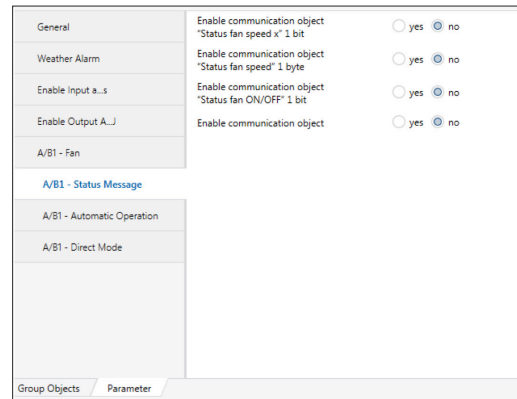 General
Weather Alarm
Enable Input a...s
Enable Output A...J
A/B1 - Fan
A/B1 - Status Message
A/B1 - Automatic Operation
A/B1 - Direct Mode
Enable communication object
"Status fan speed x" 1 bit
yes no
Enable communication object
"Status fan speed" 1 byte
yes no
Enable communication object
"Status fan ON/OFF" 1 bit
yes no
Enable communication object
yes no
Group Objects Parameter